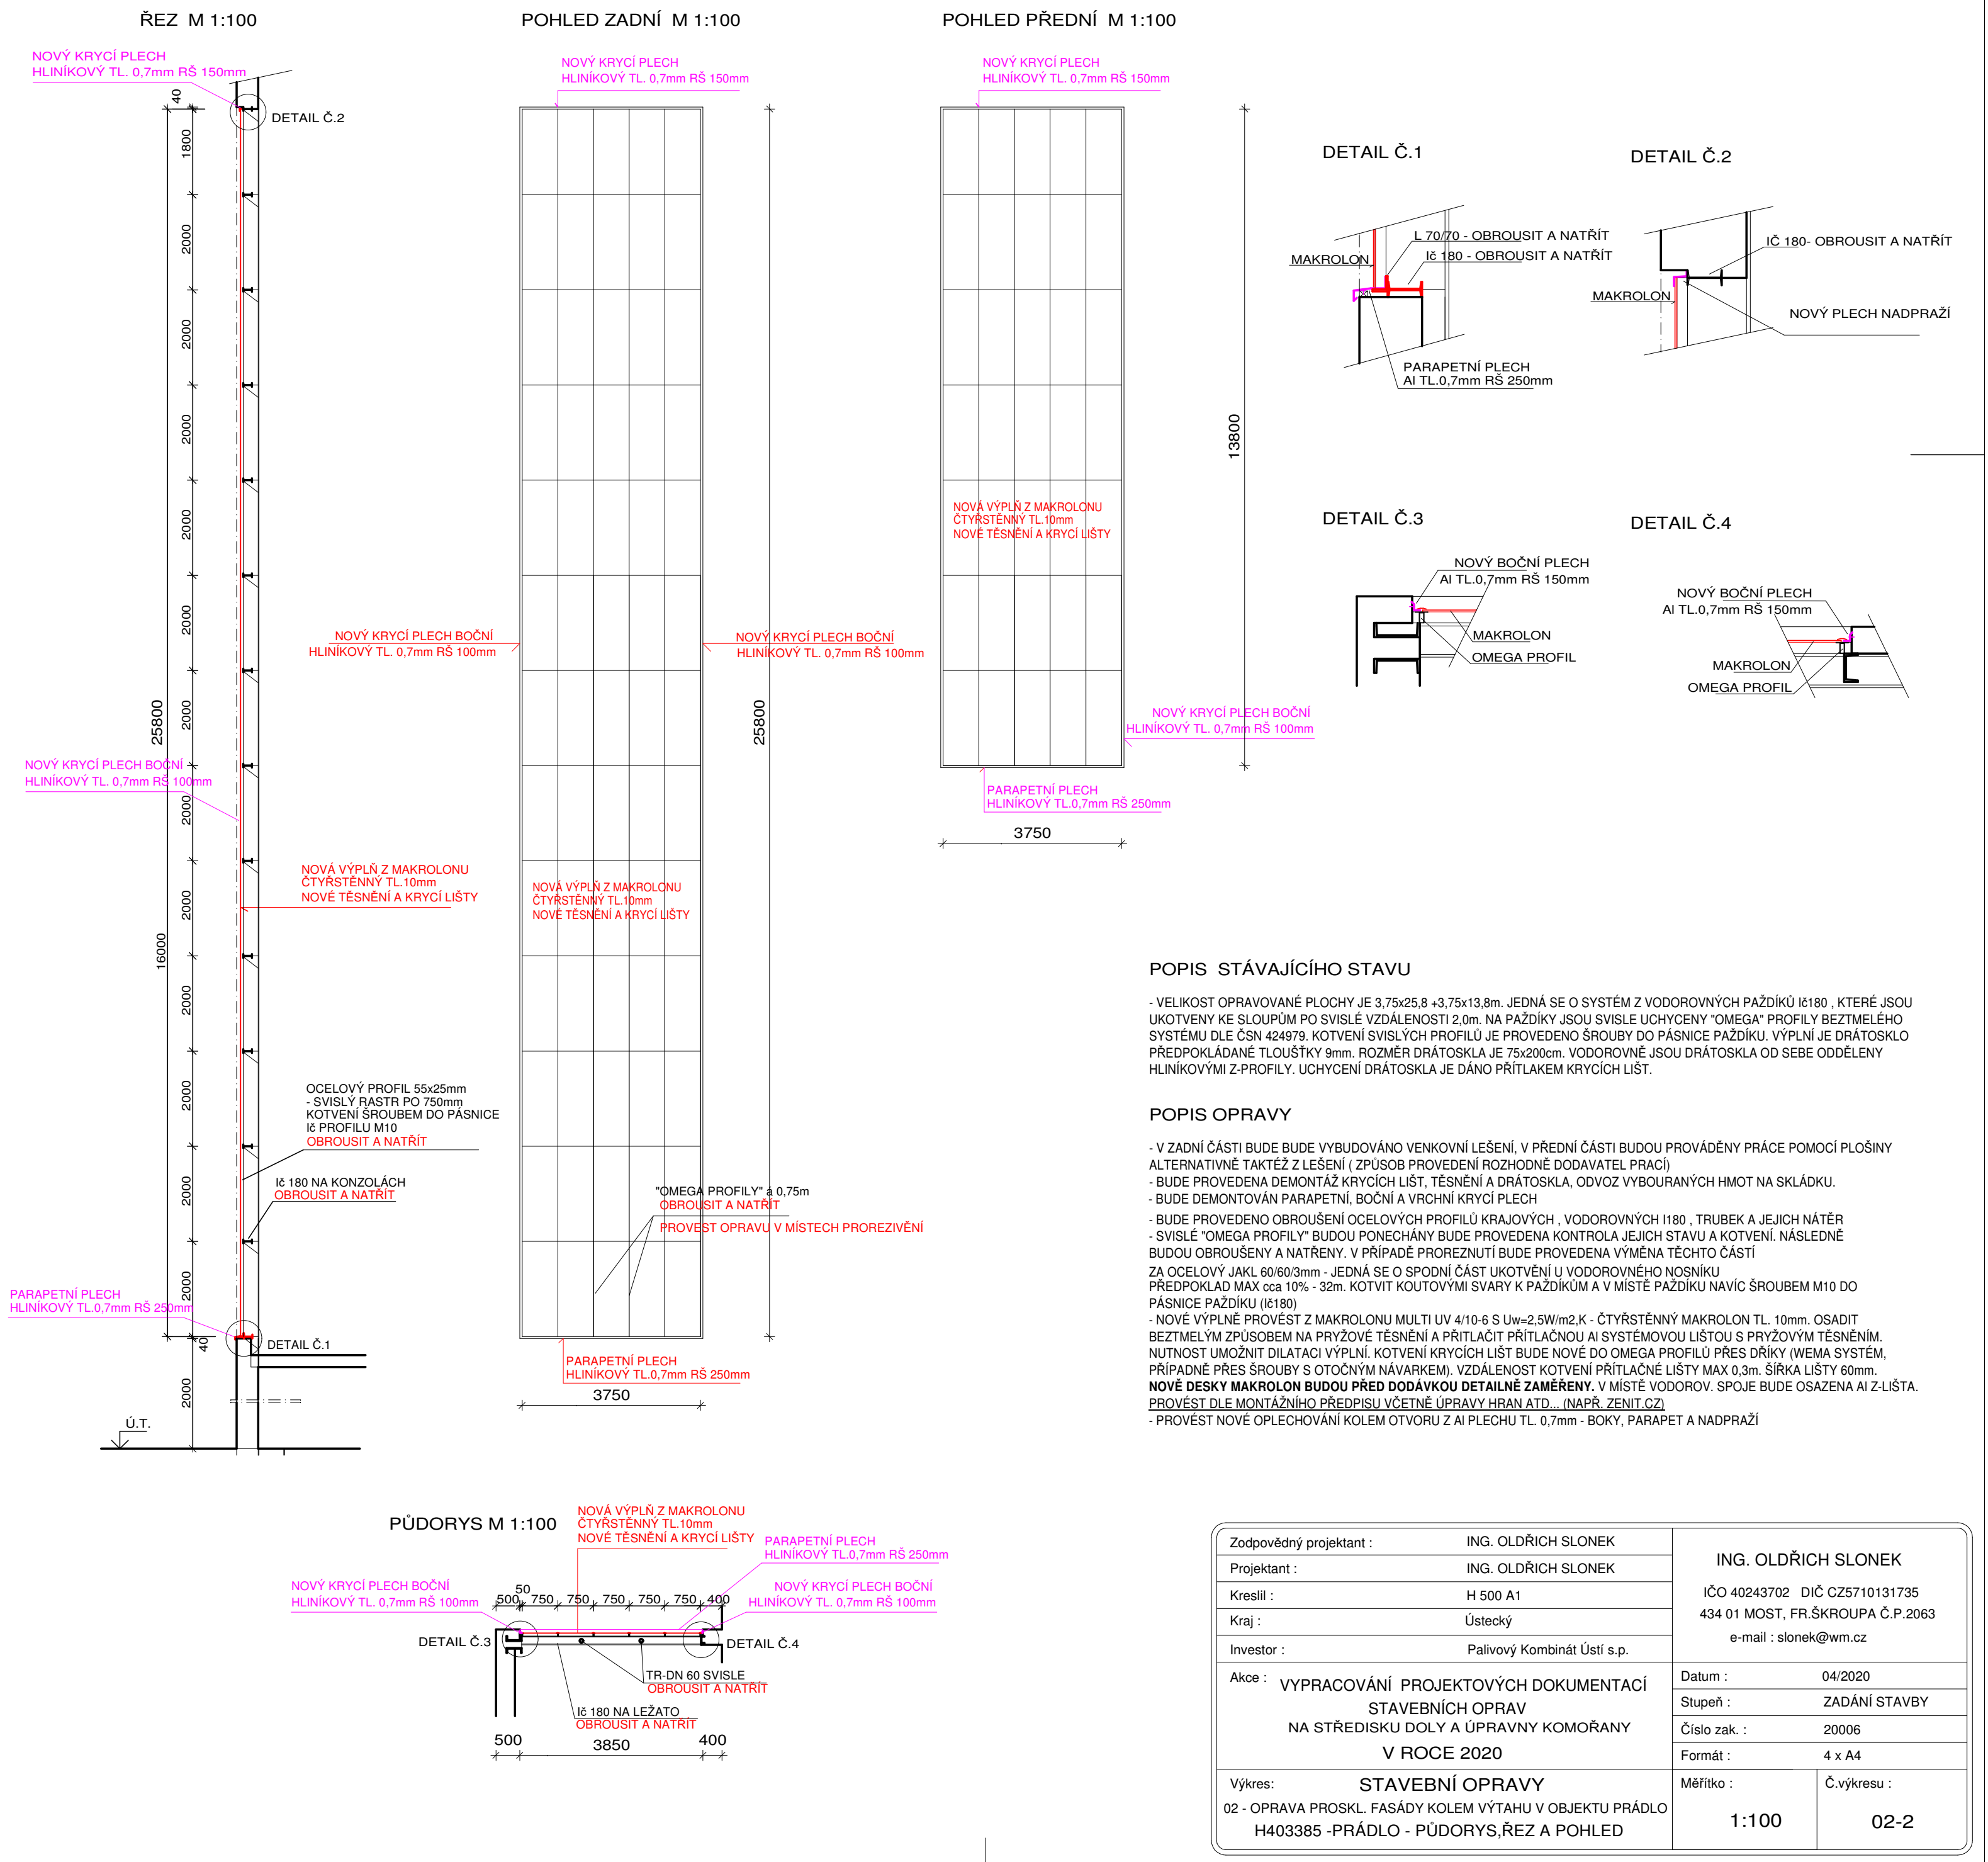 ŘEZ M 1:100
NOVÝ KRYCÍ PLECH
HLINÍKOVÝ TL. 0,7mm RŠ 150mm
40
DETAIL Č.2
1800
2000
2000
2000
2000
2000
2000
2000
2000
2000
2000
2000
2000
25800
16000
NOVÝ KRYCÍ PLECH BOČNÍ
HLINÍKOVÝ TL. 0,7mm RŠ 100mm
NOVÁ VÝPLŇ Z MAKROLONU
ČTYŘSTĚNNÝ TL.10mm
NOVÉ TĚSNĚNÍ A KRYCÍ LIŠTY
OCELOVÝ PROFIL 55x25mm
- SVISLÝ RASTR PO 750mm
KOTVENÍ ŠROUBEM DO PÁSNICE
Ič PROFILU M10
OBROUSIT A NATŘÍT
Ič 180 NA KONZOLÁCH
OBROUSIT A NATŘÍT
PARAPETNÍ PLECH
HLINÍKOVÝ TL.0,7mm RŠ 250mm
40
DETAIL Č.1
2000
Ú.T.
POHLED ZADNÍ M 1:100
NOVÝ KRYCÍ PLECH
HLINÍKOVÝ TL. 0,7mm RŠ 150mm
NOVÝ KRYCÍ PLECH BOČNÍ
HLINÍKOVÝ TL. 0,7mm RŠ 100mm
NOVÝ KRYCÍ PLECH BOČNÍ
HLINÍKOVÝ TL. 0,7mm RŠ 100mm
25800
NOVÁ VÝPLŇ Z MAKROLONU
ČTYŘSTĚNNÝ TL.10mm
NOVÉ TĚSNĚNÍ A KRYCÍ LIŠTY
"OMEGA PROFILY" á 0,75m
OBROUSIT A NATŘÍT
PROVEST OPRAVU V MÍSTECH PROREZIVĚNÍ
PARAPETNÍ PLECH
HLINÍKOVÝ TL.0,7mm RŠ 250mm
3750
POHLED PŘEDNÍ M 1:100
NOVÝ KRYCÍ PLECH
HLINÍKOVÝ TL. 0,7mm RŠ 150mm
13800
NOVÁ VÝPLŇ Z MAKROLONU
ČTYŘSTĚNNÝ TL.10mm
NOVÉ TĚSNĚNÍ A KRYCÍ LIŠTY
NOVÝ KRYCÍ PLECH BOČNÍ
HLINÍKOVÝ TL. 0,7mm RŠ 100mm
PARAPETNÍ PLECH
HLINÍKOVÝ TL.0,7mm RŠ 250mm
3750
DETAIL Č.1
L 70/70 - OBROUSIT A NATŘÍT
Ič 180 - OBROUSIT A NATŘÍT
MAKROLON
PARAPETNÍ PLECH
Al TL.0,7mm RŠ 250mm
DETAIL Č.2
IČ 180- OBROUSIT A NATŘÍT
MAKROLON
NOVÝ PLECH NADPRAŽÍ
DETAIL Č.3
NOVÝ BOČNÍ PLECH
Al TL.0,7mm RŠ 150mm
MAKROLON
OMEGA PROFIL
DETAIL Č.4
NOVÝ BOČNÍ PLECH
Al TL.0,7mm RŠ 150mm
MAKROLON
OMEGA PROFIL
POPIS STÁVAJÍCÍHO STAVU
- VELIKOST OPRAVOVANÉ PLOCHY JE 3,75x25,8 +3,75x13,8m. JEDNÁ SE O SYSTÉM Z VODOROVNÝCH PAŽDÍKŮ Ič180 , KTERÉ JSOU
UKOTVENY KE SLOUPŮM PO SVISLÉ VZDÁLENOSTI 2,0m. NA PAŽDÍKY JSOU SVISLE UCHYCENY "OMEGA" PROFILY BEZTMELÉHO
SYSTÉMU DLE ČSN 424979. KOTVENÍ SVISLÝCH PROFILŮ JE PROVEDENO ŠROUBY DO PÁSNICE PAŽDÍKU. VÝPLNÍ JE DRÁTOSKLO
PŘEDPOKLÁDANÉ TLOUŠŤKY 9mm. ROZMĚR DRÁTOSKLA JE 75x200cm. VODOROVNĚ JSOU DRÁTOSKLA OD SEBE ODDĚLENY
HLINÍKOVÝMI Z-PROFILY. UCHYCENÍ DRÁTOSKLA JE DÁNO PŘÍTLAKEM KRYCÍCH LIŠT.
POPIS OPRAVY
- V ZADNÍ ČÁSTI BUDE BUDE VYBUDOVÁNO VENKOVNÍ LEŠENÍ, V PŘEDNÍ ČÁSTI BUDOU PROVÁDĚNY PRÁCE POMOCÍ PLOŠINY
ALTERNATIVNĚ TAKTÉŽ Z LEŠENÍ ( ZPŮSOB PROVEDENÍ ROZHODNĚ DODAVATEL PRACÍ)
- BUDE PROVEDENA DEMONTÁŽ KRYCÍCH LIŠT, TĚSNĚNÍ A DRÁTOSKLA, ODVOZ VYBOURANÝCH HMOT NA SKLÁDKU.
- BUDE DEMONTOVÁN PARAPETNÍ, BOČNÍ A VRCHNÍ KRYCÍ PLECH
- BUDE PROVEDENO OBROUŠENÍ OCELOVÝCH PROFILŮ KRAJOVÝCH , VODOROVNÝCH I180 , TRUBEK A JEJICH NÁTĚR
- SVISLÉ "OMEGA PROFILY" BUDOU PONECHÁNY BUDE PROVEDENA KONTROLA JEJICH STAVU A KOTVENÍ. NÁSLEDNĚ
BUDOU OBROUŠENY A NATŘENY. V PŘÍPADĚ PROREZNUTÍ BUDE PROVEDENA VÝMĚNA TĚCHTO ČÁSTÍ
ZA OCELOVÝ JAKL 60/60/3mm - JEDNÁ SE O SPODNÍ ČÁST UKOTVĚNÍ U VODOROVNÉHO NOSNÍKU
PŘEDPOKLAD MAX cca 10% - 32m. KOTVIT KOUTOVÝMI SVARY K PAŽDÍKŮM A V MÍSTĚ PAŽDÍKU NAVÍC ŠROUBEM M10 DO
PÁSNICE PAŽDÍKU (Ič180)
- NOVÉ VÝPLNĚ PROVÉST Z MAKROLONU MULTI UV 4/10-6 S Uw=2,5W/m2,K - ČTYŘSTĚNNÝ MAKROLON TL. 10mm. OSADIT
BEZTMELÝM ZPŮSOBEM NA PRYŽOVÉ TĚSNĚNÍ A PŘITLAČIT PŘÍTLAČNOU Al SYSTÉMOVOU LIŠTOU S PRYŽOVÝM TĚSNĚNÍM.
NUTNOST UMOŽNIT DILATACI VÝPLNÍ. KOTVENÍ KRYCÍCH LIŠT BUDE NOVÉ DO OMEGA PROFILŮ PŘES DŘÍKY (WEMA SYSTÉM,
PŘÍPADNĚ PŘES ŠROUBY S OTOČNÝM NÁVARKEM). VZDÁLENOST KOTVENÍ PŘÍTLAČNÉ LIŠTY MAX 0,3m. ŠÍŘKA LIŠTY 60mm.
NOVĚ DESKY MAKROLON BUDOU PŘED DODÁVKOU DETAILNĚ ZAMĚŘENY. V MÍSTĚ VODOROV. SPOJE BUDE OSAZENA Al Z-LIŠTA.
PROVÉST DLE MONTÁŽNÍHO PŘEDPISU VČETNĚ ÚPRAVY HRAN ATD... (NAPŘ. ZENIT.CZ)
- PROVÉST NOVÉ OPLECHOVÁNÍ KOLEM OTVORU Z Al PLECHU TL. 0,7mm - BOKY, PARAPET A NADPRAŽÍ
PŮDORYS M 1:100
NOVÁ VÝPLŇ Z MAKROLONU
ČTYŘSTĚNNÝ TL.10mm
NOVÉ TĚSNĚNÍ A KRYCÍ LIŠTY
PARAPETNÍ PLECH
HLINÍKOVÝ TL.0,7mm RŠ 250mm
NOVÝ KRYCÍ PLECH BOČNÍ
HLINÍKOVÝ TL. 0,7mm RŠ 100mm
NOVÝ KRYCÍ PLECH BOČNÍ
HLINÍKOVÝ TL. 0,7mm RŠ 100mm
50
500 750 750 750 750 750 400
DETAIL Č.3
DETAIL Č.4
TR-DN 60 SVISLE
OBROUSIT A NATŘÍT
Ič 180 NA LEŽATO
OBROUSIT A NATŘÍT
500 3850 400
Zodpovědný projektant : ING. OLDŘICH SLONEK
Projektant : ING. OLDŘICH SLONEK
Kreslil : H 500 A1
Kraj : Ústecký
Investor : Palivový Kombinát Ústí s.p.
ING. OLDŘICH SLONEK
IČO 40243702 DIČ CZ5710131735
434 01 MOST, FR.ŠKROUPA Č.P.2063
e-mail : slonek@wm.cz
Akce : VYPRACOVÁNÍ PROJEKTOVÝCH DOKUMENTACÍ
STAVEBNÍCH OPRAV
NA STŘEDISKU DOLY A ÚPRAVNY KOMOŘANY
V ROCE 2020
Datum : 04/2020
Stupeň : ZADÁNÍ STAVBY
Číslo zak. : 20006
Formát : 4 x A4
Výkres: STAVEBNÍ OPRAVY
02 - OPRAVA PROSKL. FASÁDY KOLEM VÝTAHU V OBJEKTU PRÁDLO
H403385 -PRÁDLO - PŮDORYS,ŘEZ A POHLED
Měřítko :
1:100
Č.výkresu :
02-2